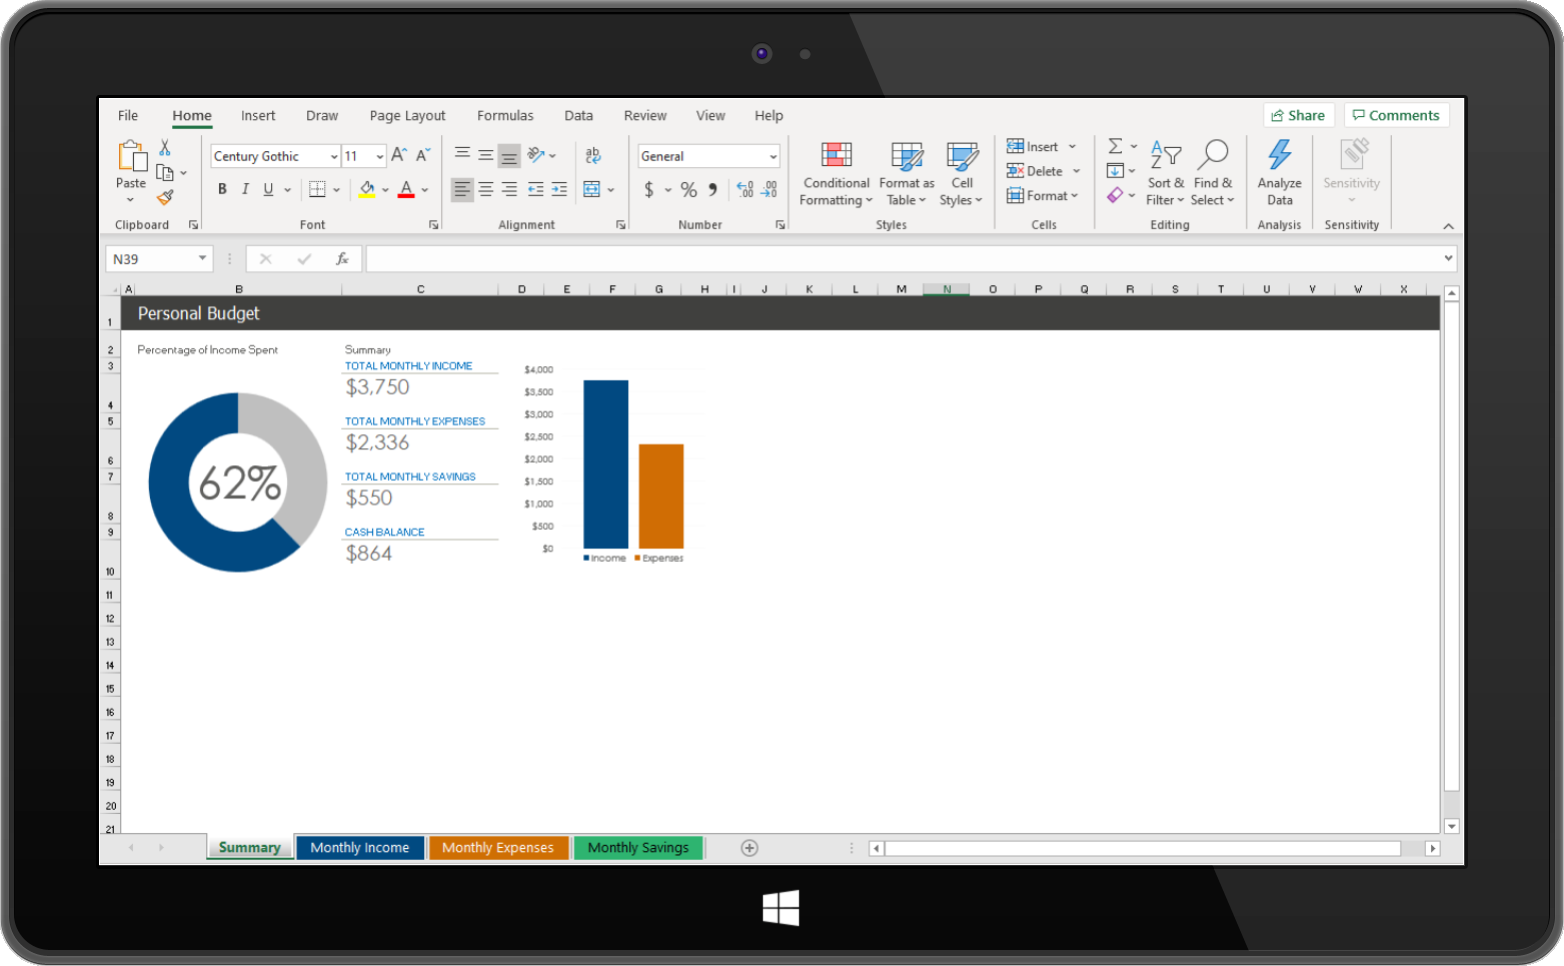 File Home Insert Draw Page Layout Formulas Data Review View Help Share Comments
Century Gothic 11 A A ab General
Paste B I U A $ % .00 .00 Conditional Formatting Format as Table Cell Styles Insert Delete Format Sort & Filter Find & Select Analyze Data Sensitivity
Clipboard Font Alignment Number Styles Cells Editing Analysis Sensitivity
N39 fx
A B C D E F G H I J K L M N O P Q R S T U V W X
1 Personal Budget
2 Percentage of Income Spent Summary
3 TOTAL MONTHLY INCOME $4,000
$3,750 $3,500
4 $3,000
5 TOTAL MONTHLY EXPENSES
$2,336 $2,500
6 $2,000
7 TOTAL MONTHLY SAVINGS $1,500
62%
$550 $1,000
8 $500
9 CASH BALANCE
$864 $0
Income Expenses
10
11
12
13
14
15
16
17
18
19
20
21
Summary Monthly Income Monthly Expenses Monthly Savings